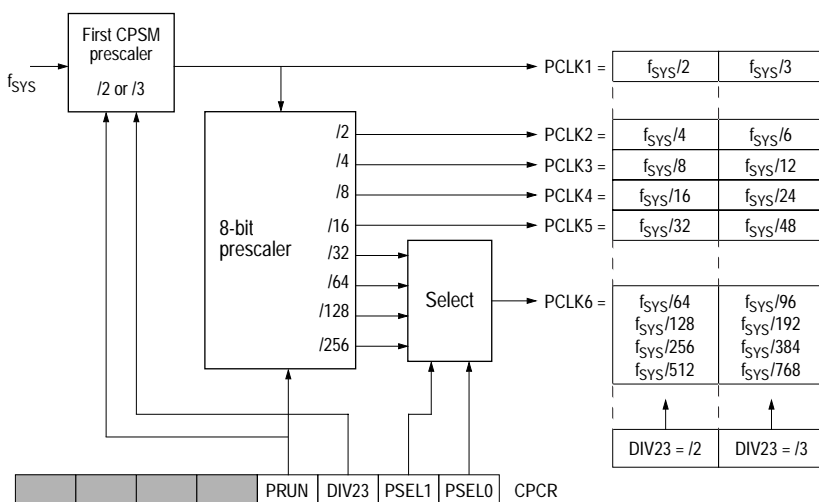 First CPSM
prescaler
/2 or /3
fSYS
PCLK1 = fSYS/2 fSYS/3
8-bit
prescaler
/2 PCLK2 = fSYS/4 fSYS/6
/4 PCLK3 = fSYS/8 fSYS/12
/8 PCLK4 = fSYS/16 fSYS/24
/16 PCLK5 = fSYS/32 fSYS/48
/32
/64
/128
/256
Select
PCLK6 = fSYS/64 fSYS/96
fSYS/128 fSYS/192
fSYS/256 fSYS/384
fSYS/512 fSYS/768
DIV23 = /2 DIV23 = /3
PRUN DIV23 PSEL1 PSEL0 CPCR